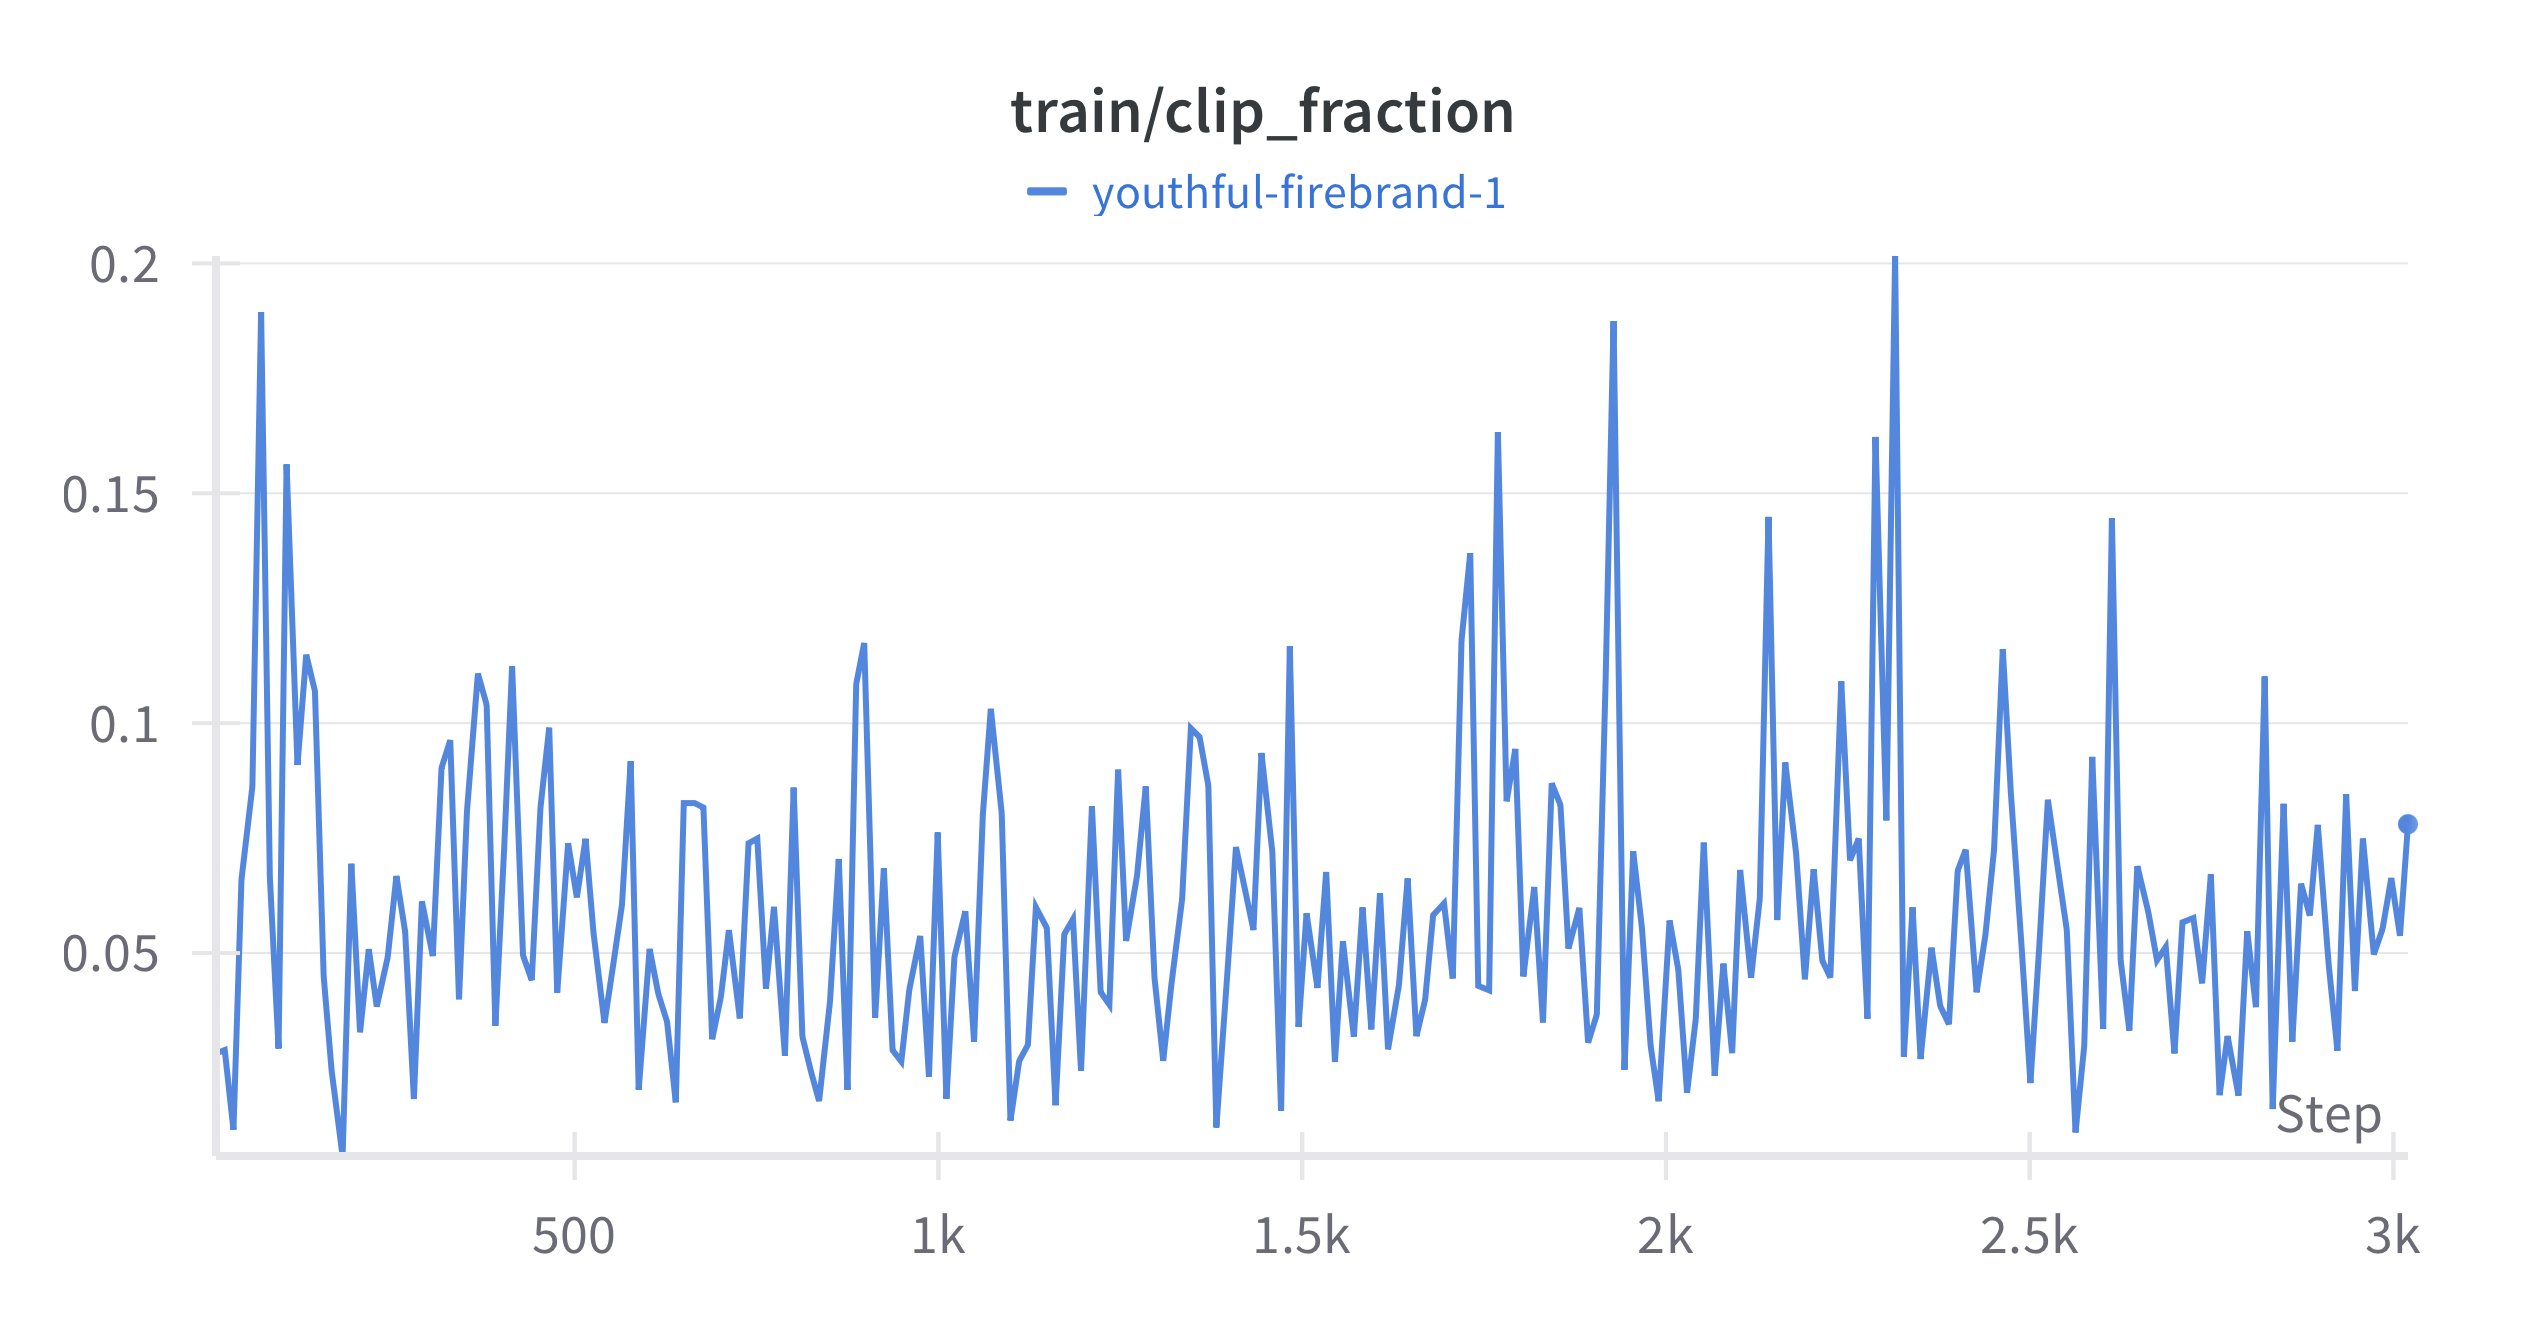 train/clip_fraction
youthful-firebrand-1
0.2
0.15
0.1
0.05
Step
500 1k 1.5k 2k 2.5k 3k